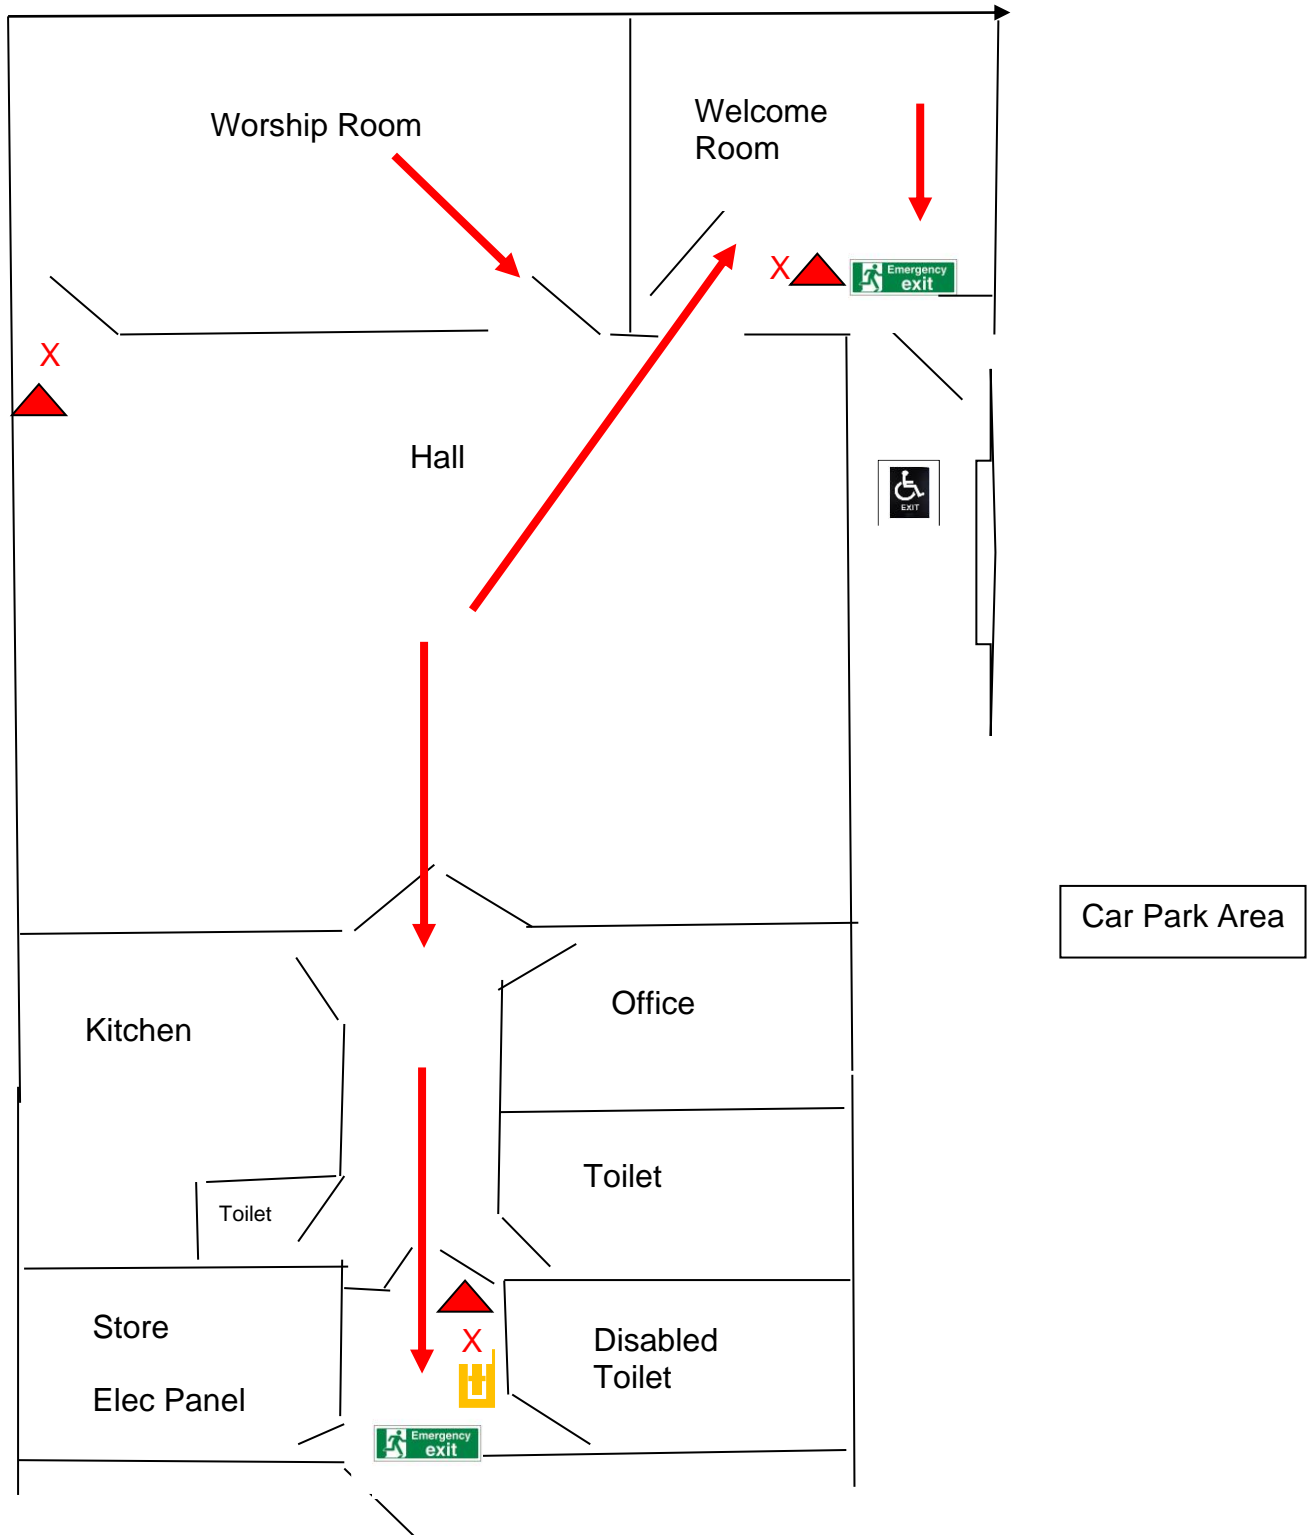 Worship Room
Welcome
Room
X
Emergency
exit
X
Hall
EXIT
Car Park Area
Office
Kitchen
Toilet
Toilet
Store
Disabled
Toilet
X
Elec Panel
Emergency
exit